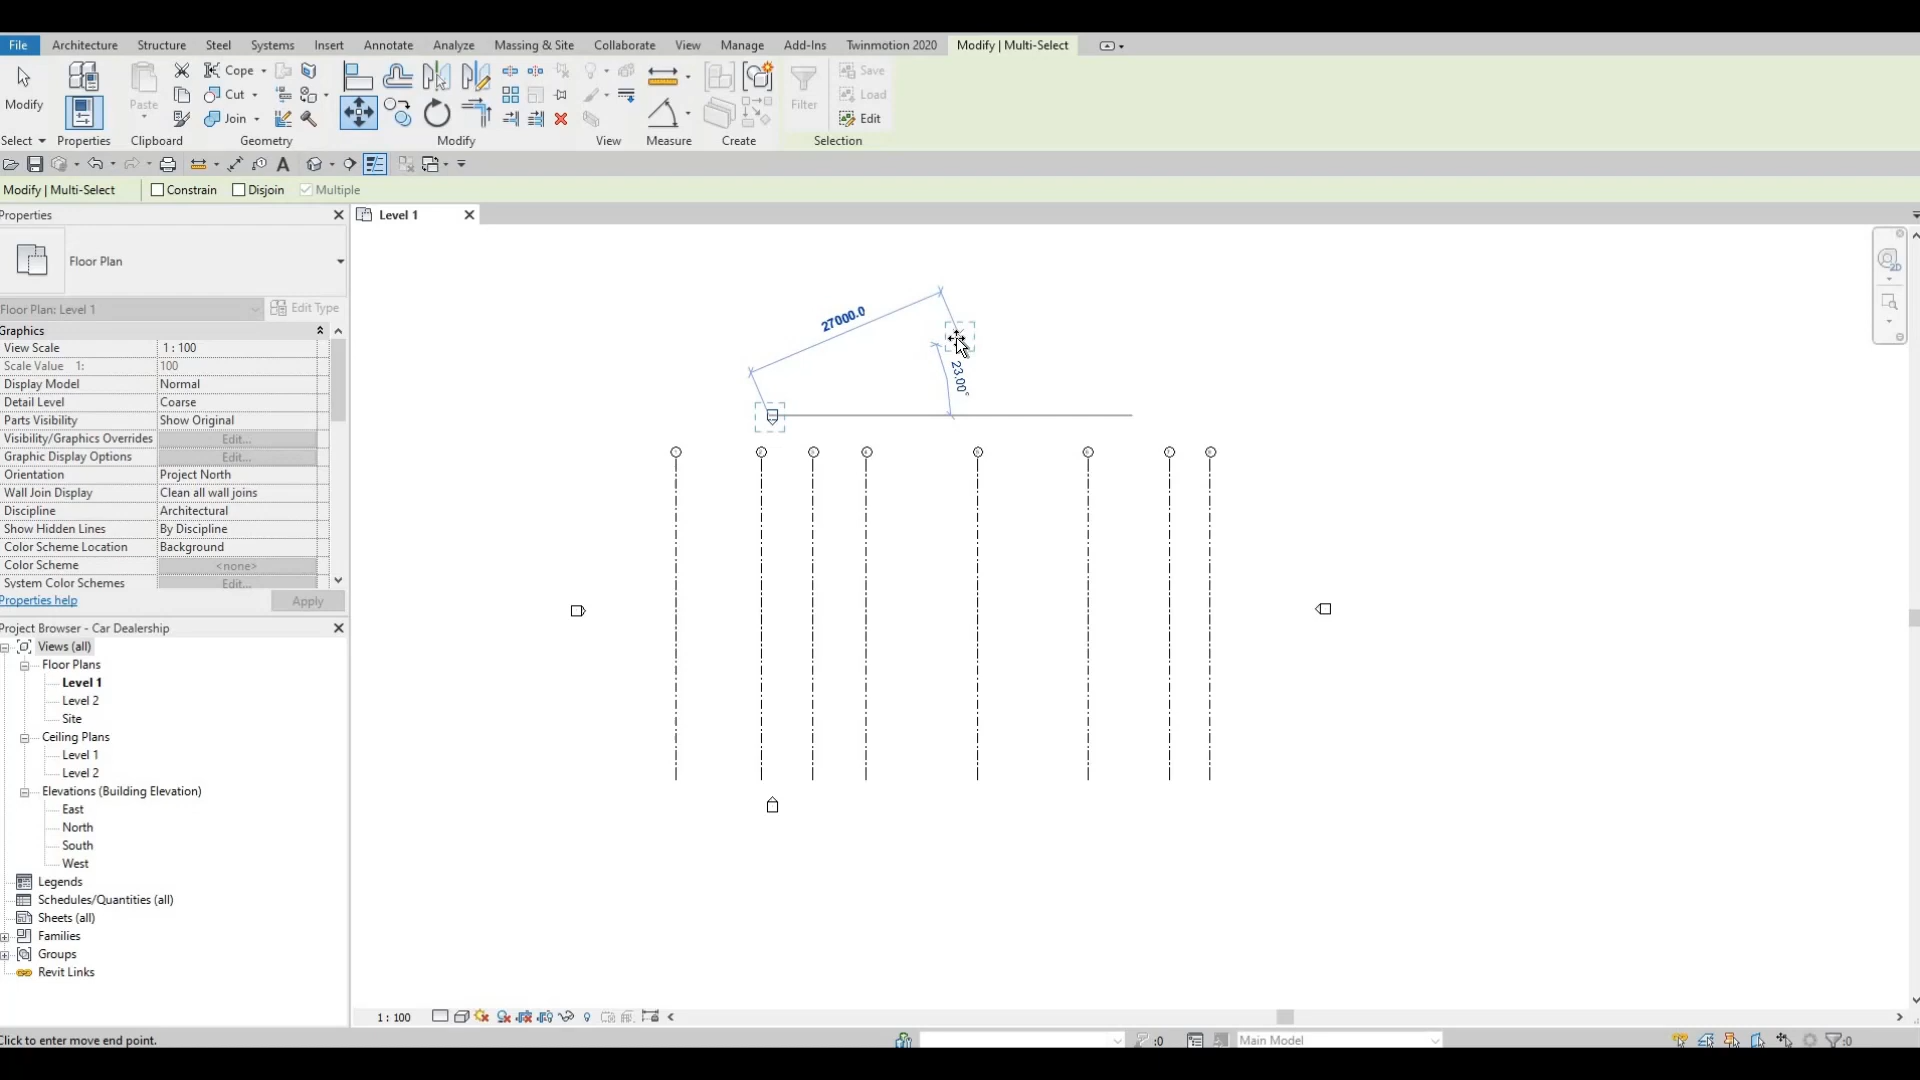 File Architecture Structure Steel Systems Insert Annotate Analyze Massing & Site Collaborate View Manage Add-Ins Twinmotion 2020 Modify | Multi-Select
Modify Paste Cope Cut Join Filter Save Load Edit
Select Properties Clipboard Geometry Modify View Measure Create Selection
Modify | Multi-Select Constrain Disjoin Multiple
Properties
Level 1
Floor Plan
Floor Plan: Level 1 Edit Type
Graphics
View Scale 1 : 100
Scale Value 1: 100
Display Model Normal
Detail Level Coarse
Parts Visibility Show Original
Visibility/Graphics Overrides Edit...
Graphic Display Options Edit...
Orientation Project North
Wall Join Display Clean all wall joins
Discipline Architectural
Show Hidden Lines By Discipline
Color Scheme Location Background
Color Scheme <none>
System Color Schemes Edit...
Properties help Apply
27000.0
23.00°
Project Browser - Car Dealership
Views (all)
Floor Plans
Level 1
Level 2
Site
Ceiling Plans
Level 1
Level 2
Elevations (Building Elevation)
East
North
South
West
Legends
Schedules/Quantities (all)
Sheets (all)
Families
Groups
Revit Links
1 : 100
Click to enter move end point. :0 Main Model :0